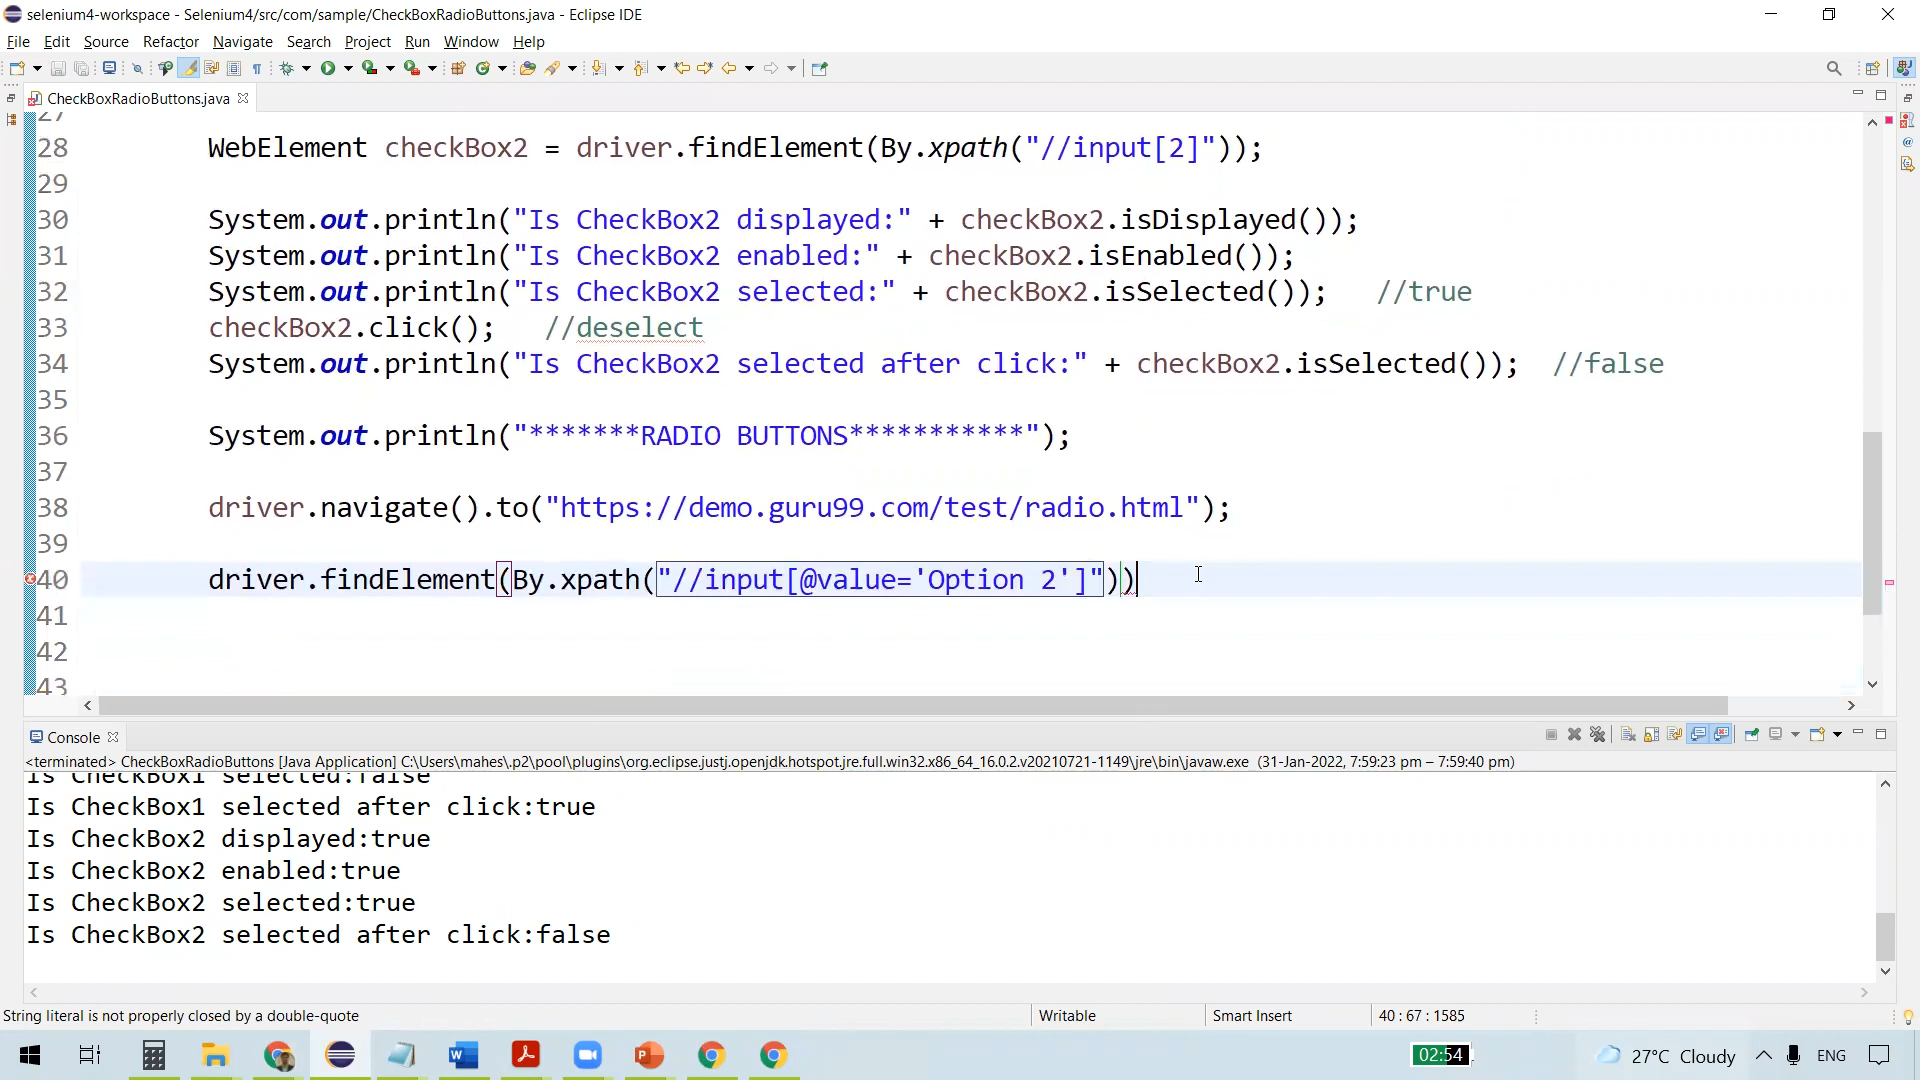 selenium4-workspace - Selenium4/src/com/sample/CheckBoxRadioButtons.java - Eclipse IDE
File Edit Source Refactor Navigate Search Project Run Window Help
CheckBoxRadioButtons.java
27
28 WebElement checkBox2 = driver.findElement(By.xpath("//input[2]"));
29
30 System.out.println("Is CheckBox2 displayed:" + checkBox2.isDisplayed());
31 System.out.println("Is CheckBox2 enabled:" + checkBox2.isEnabled());
32 System.out.println("Is CheckBox2 selected:" + checkBox2.isSelected()); //true
33 checkBox2.click(); //deselect
34 System.out.println("Is CheckBox2 selected after click:" + checkBox2.isSelected()); //false
35
36 System.out.println("*******RADIO BUTTONS***********");
37
38 driver.navigate().to("https://demo.guru99.com/test/radio.html");
39
40 driver.findElement(By.xpath("//input[@value='Option 2']"))
41
42
43
Console
<terminated> CheckBoxRadioButtons [Java Application] C:\Users\mahes\.p2\pool\plugins\org.eclipse.justj.openjdk.hotspot.jre.full.win32.x86_64_16.0.2.v20210721-1149\jre\bin\javaw.exe (31-Jan-2022, 7:59:23 pm – 7:59:40 pm)
Is CheckBox1 selected:false
Is CheckBox1 selected after click:true
Is CheckBox2 displayed:true
Is CheckBox2 enabled:true
Is CheckBox2 selected:true
Is CheckBox2 selected after click:false
String literal is not properly closed by a double-quote Writable Smart Insert 40 : 67 : 1585
02:54 27°C Cloudy ENG